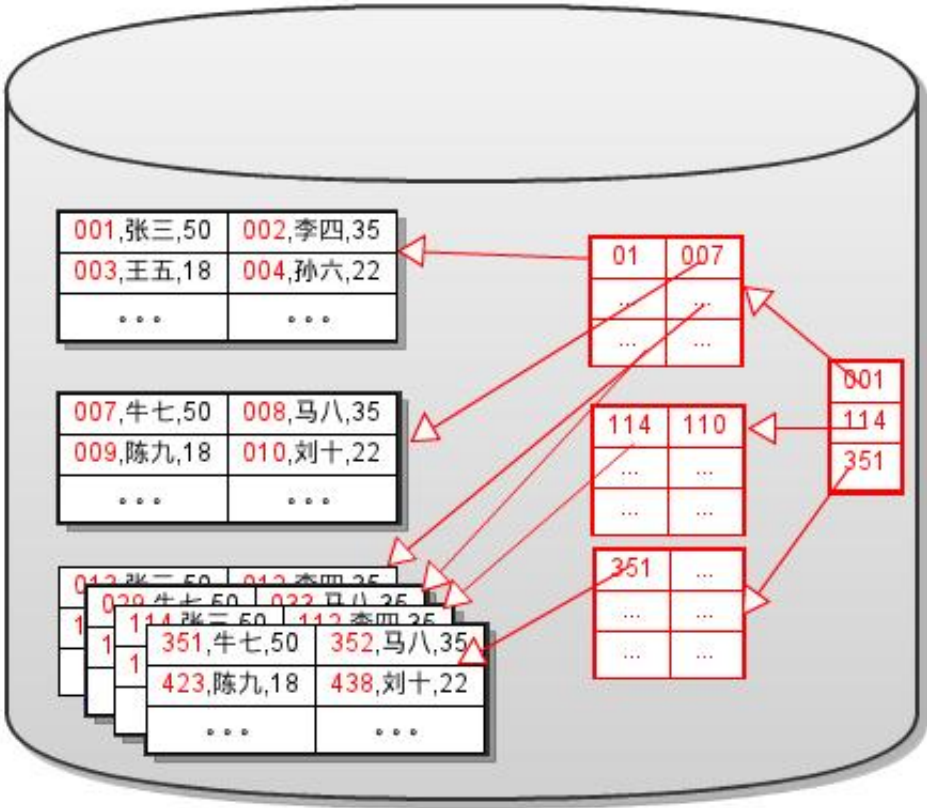 001,张三,50 002,李四,35
003,王五,18 004,孙六,22
。。。 。。。
007,牛七,50 008,马八,35
009,陈九,18 010,刘十,22
。。。 。。。
351,牛七,50 352,马八,35
423,陈九,18 438,刘十,22
。。。 。。。
01 007
... ...
... ...
114 110
... ...
... ...
351 ...
... ...
... ...
001
114
351